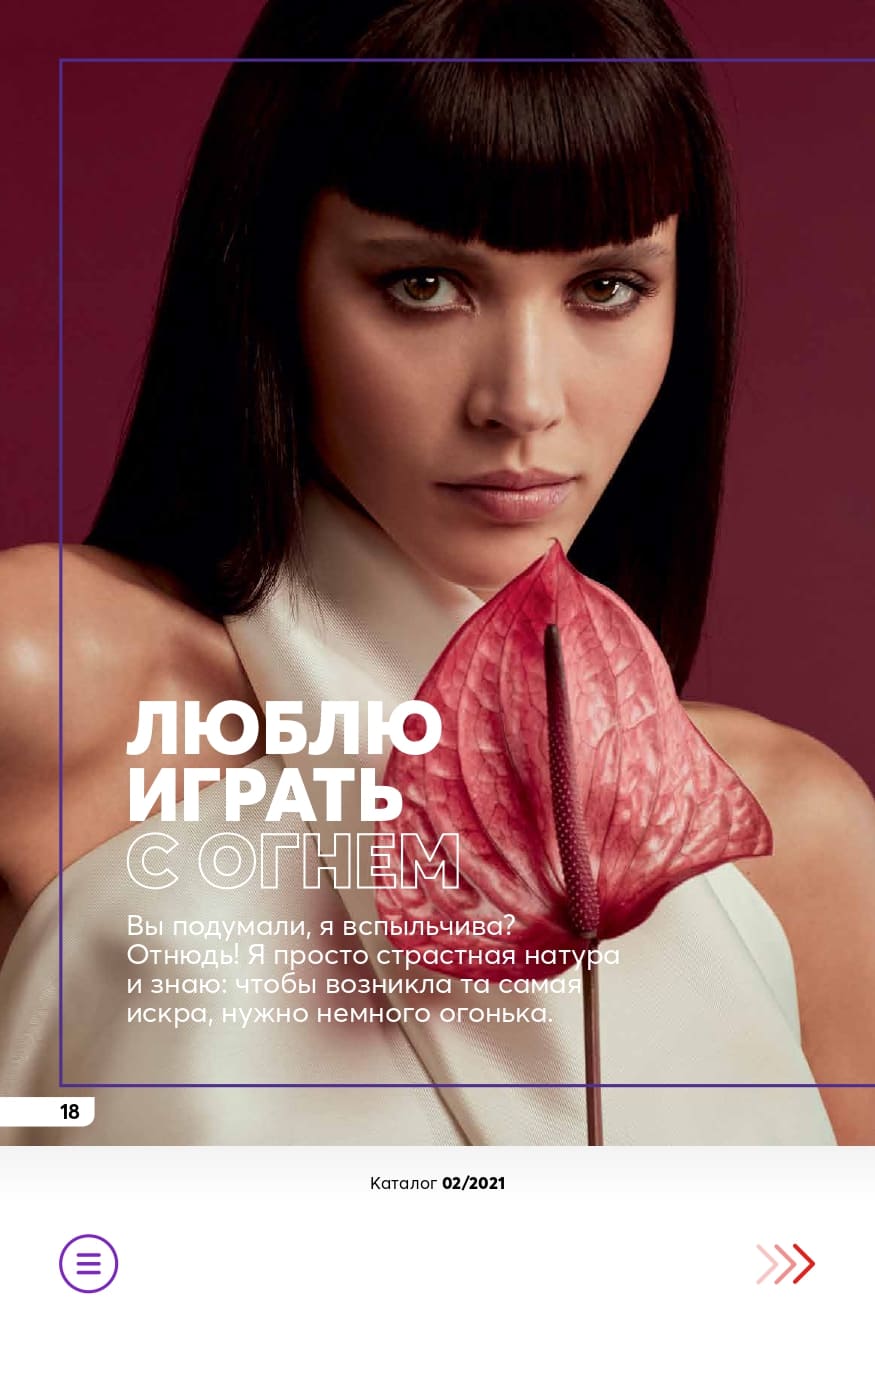 ЛЮБЛЮ
ИГРАТЬ
С ОГНЕМ
Вы подумали, я вспыльчива?
Отнюдь! Я просто страстная натура
и знаю: чтобы возникла та самая
искра, нужно немного огонька.
18
Каталог 02/2021